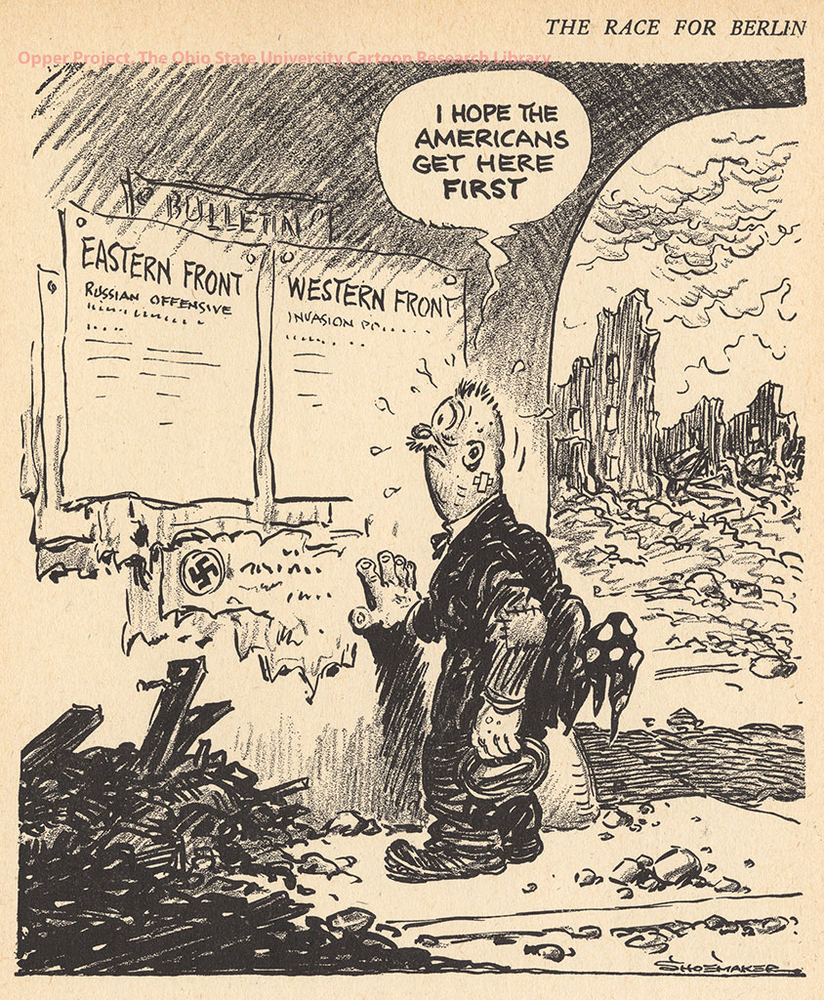 THE RACE FOR BERLIN
Opper Project, The Ohio State University Cartoon Research Library
I HOPE THE
AMERICANS
GET HERE
FIRST
BULLETIN
EASTERN FRONT
RUSSIAN OFFENSIVE
WESTERN FRONT
INVASION
SHOEMAKER